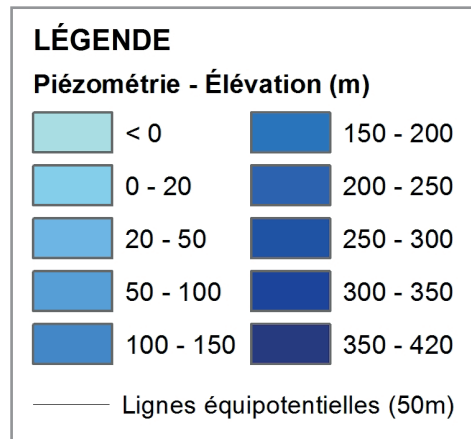 LÉGENDE
Piézométrie - Élévation (m)
< 0
0 - 20
20 - 50
50 - 100
100 - 150
150 - 200
200 - 250
250 - 300
300 - 350
350 - 420
Lignes équipotentielles (50m)